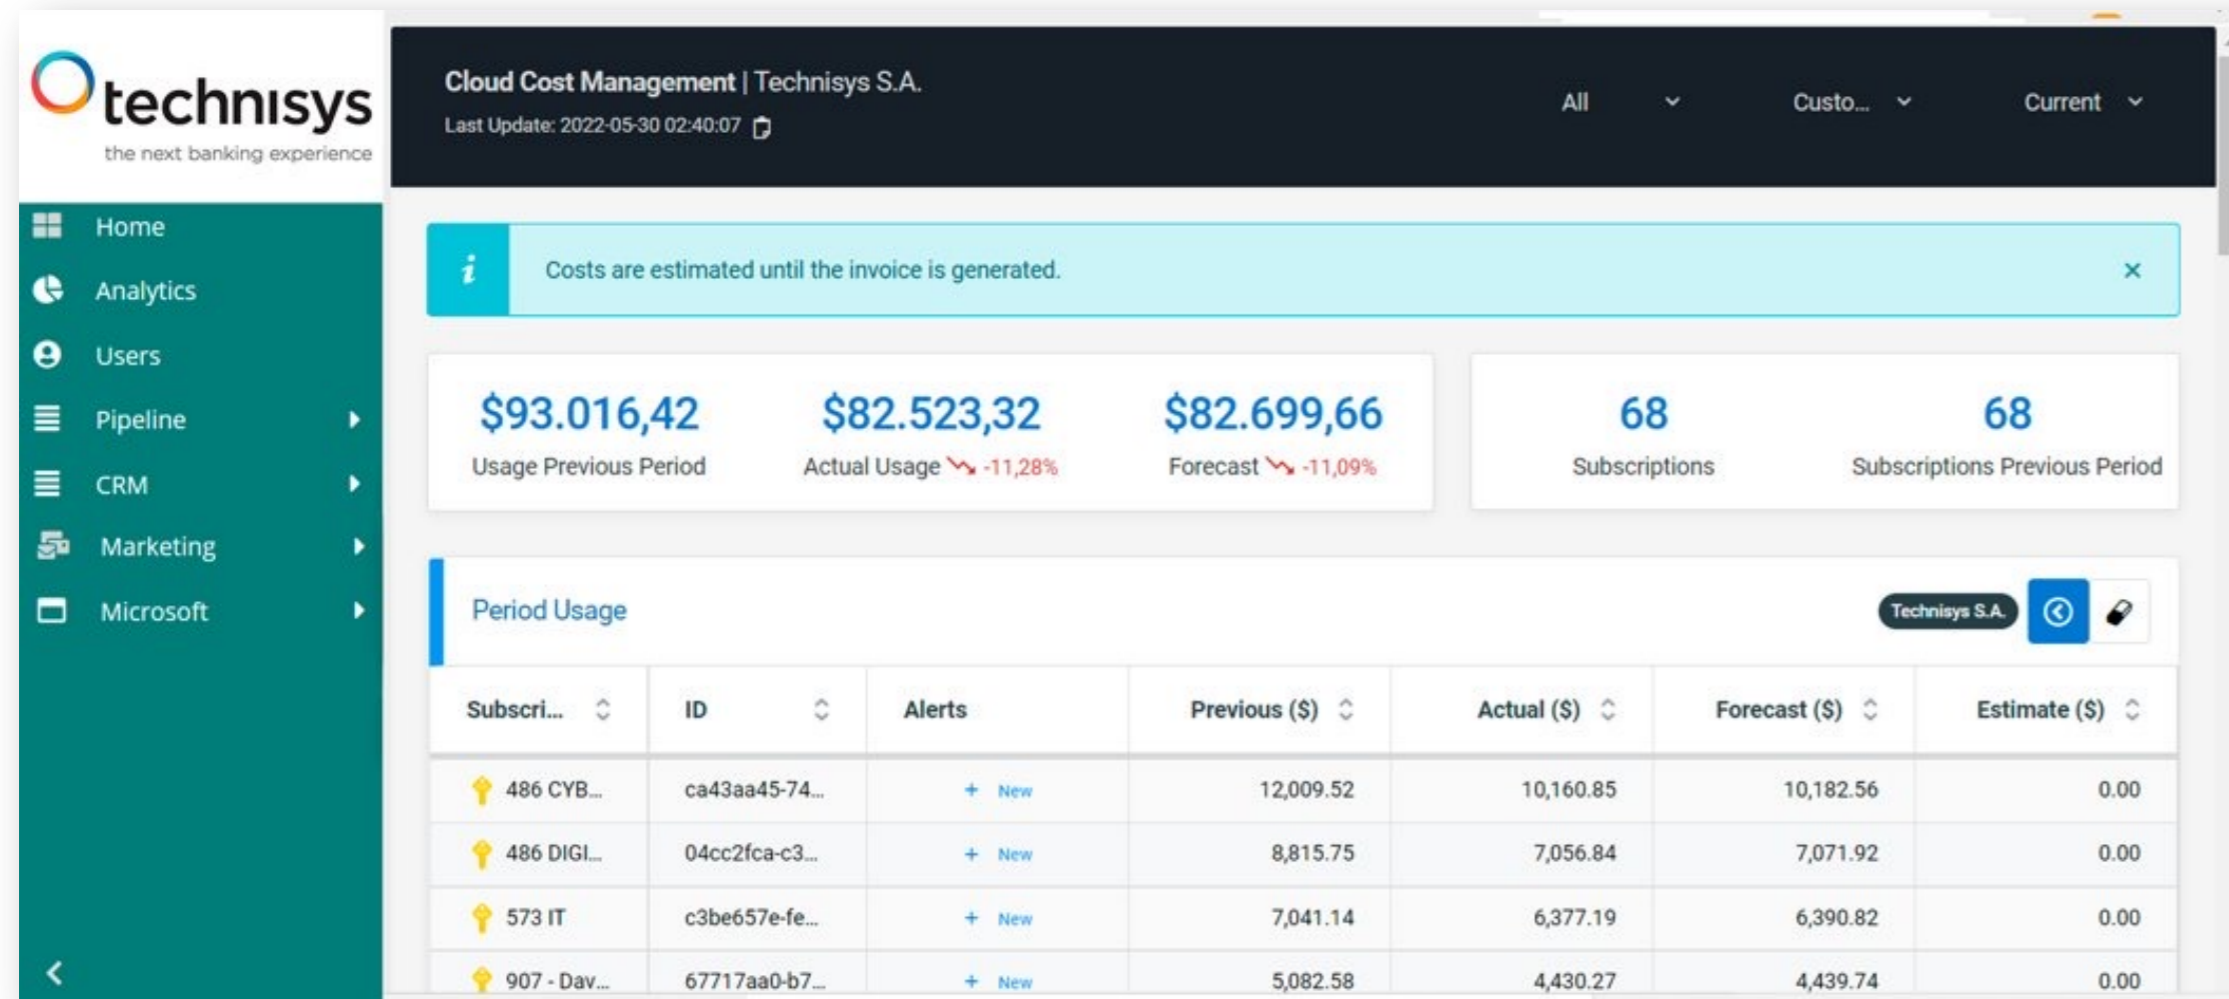 technisys
the next banking experience
Home
Analytics
Users
Pipeline
CRM
Marketing
Microsoft
Cloud Cost Management | Technisys S.A.
Last Update: 2022-05-30 02:40:07
All
Custo...
Current
i
Costs are estimated until the invoice is generated.
×
$93.016,42
Usage Previous Period
$82.523,32
Actual Usage -11,28%
$82.699,66
Forecast -11,09%
68
Subscriptions
68
Subscriptions Previous Period
Period Usage
Technisys S.A.
Subscri... ID Alerts Previous ($) Actual ($) Forecast ($) Estimate ($)
486 CYB... ca43aa45-74... + New 12,009.52 10,160.85 10,182.56 0.00
486 DIGI... 04cc2fca-c3... + New 8,815.75 7,056.84 7,071.92 0.00
573 IT c3be657e-fe... + New 7,041.14 6,377.19 6,390.82 0.00
907 - Dav... 67717aa0-b7... + New 5,082.58 4,430.27 4,439.74 0.00